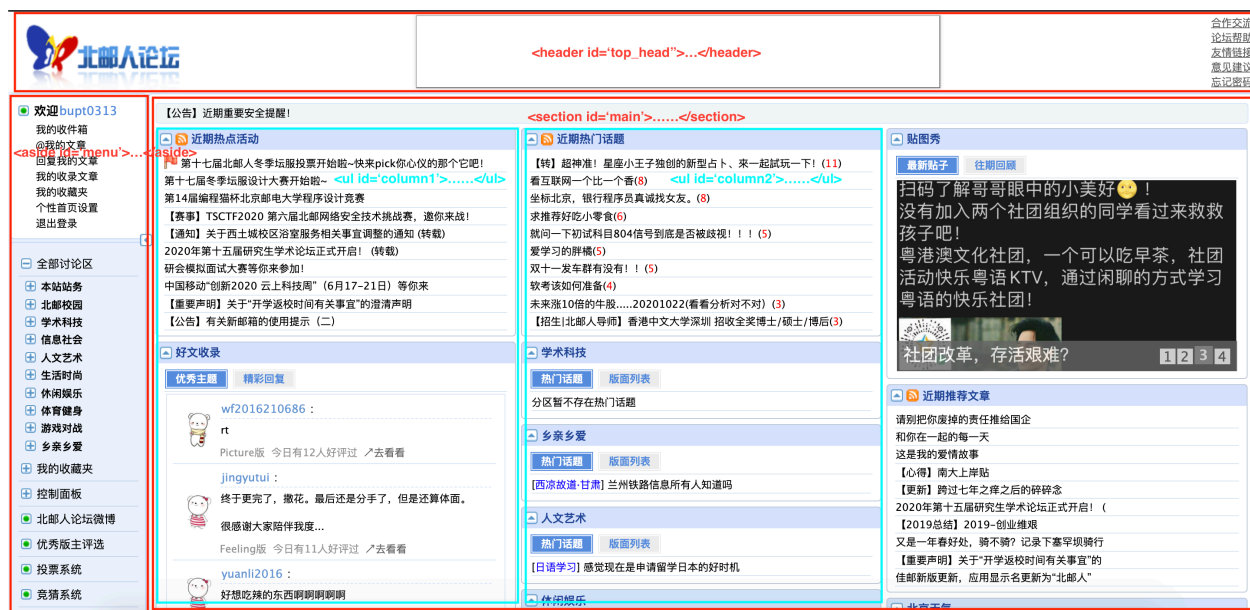 北邮人论坛
<header id='top_head'>...</header>
合作交流
论坛帮助
友情链接
意见建议
忘记密码
欢迎bupt0313
我的收件箱
@我的文章
<aside id='menu'>...</aside>
回复我的文章
我的收录文章
我的收藏夹
个性首页设置
退出登录
全部讨论区
本站站务
北邮校园
学术科技
信息社会
人文艺术
生活时尚
休闲娱乐
体育健身
游戏对战
乡亲乡爱
我的收藏夹
控制面板
北邮人论坛微博
优秀版主评选
投票系统
竞猜系统
【公告】近期重要安全提醒!
<section id='main'>......</section>
近期热点活动
第十七届北邮人冬季坛服投票开始啦~快来pick你心仪的那个它吧!
第十七届冬季坛服设计大赛开始啦~
<ul id='column1'>......</ul>
第14届编程猫杯北京邮电大学程序设计竞赛
【赛事】TSCTF2020 第六届北邮网络安全技术挑战赛，邀你来战!
【通知】关于西土城校区浴室服务相关事宜调整的通知 (转载)
2020年第十五届研究生学术论坛正式开启! (转载)
研会模拟面试大赛等你来参加!
中国移动“创新2020 云上科技周”（6月17-21日）等你来
【重要声明】关于“开学返校时间有关事宜”的澄清声明
【公告】有关新邮箱的使用提示（二）
好文收录
优秀主题 精彩回复
wf2016210686：
rt
Picture版 今日有12人好评过 ↗去看看
jingyutui：
终于更完了，撒花。最后还是分手了，但是还算体面。
很感谢大家陪伴我度...
Feeling版 今日有11人好评过 ↗去看看
yuanli2016：
好想吃辣的东西啊啊啊啊啊
近期热门话题
【转】超神准！星座小王子独创的新型占卜、来一起試玩一下！(11)
看互联网一个比一个香(8)
<ul id='column2'>......</ul>
坐标北京，银行程序员真诚找女友。(8)
求推荐好吃小零食(6)
就问一下初试科目804信号到底是否被歧视！！！(5)
爱学习的胖橘(5)
双十一发车群有没有！！(5)
软考该如何准备(4)
未来涨10倍的牛股.....20201022(看看分析对不对）(3)
【招生|北邮人导师】香港中文大学深圳 招收全奖博士/硕士/博后(3)
学术科技
热门话题 版面列表
分区暂不存在热门话题
乡亲乡爱
热门话题 版面列表
[西凉故道·甘肃] 兰州铁路信息所有人知道吗
人文艺术
热门话题 版面列表
[日语学习] 感觉现在是申请留学日本的好时机
休闲娱乐
贴图秀
最新贴子 往期回顾
扫码了解哥哥眼中的小美好！
没有加入两个社团组织的同学看过来救救
孩子吧!
粤港澳文化社团，一个可以吃早茶，社团
活动快乐粤语KTV，通过闲聊的方式学习
粤语的快乐社团!
社团改革，存活艰难?
1 2 3 4
近期推荐文章
请别把你废掉的责任推给国企
和你在一起的每一天
这是我的爱情故事
【心得】南大上岸贴
【更新】跨过七年之痒之后的碎碎念
2020年第十五届研究生学术论坛正式开启! (
【2019总结】2019-创业维艰
又是一年春好处，骑不骑？记录下塞罕坝骑行
【重要声明】关于“开学返校时间有关事宜”的
佳邮新版更新，应用显示名更新为“北邮人”